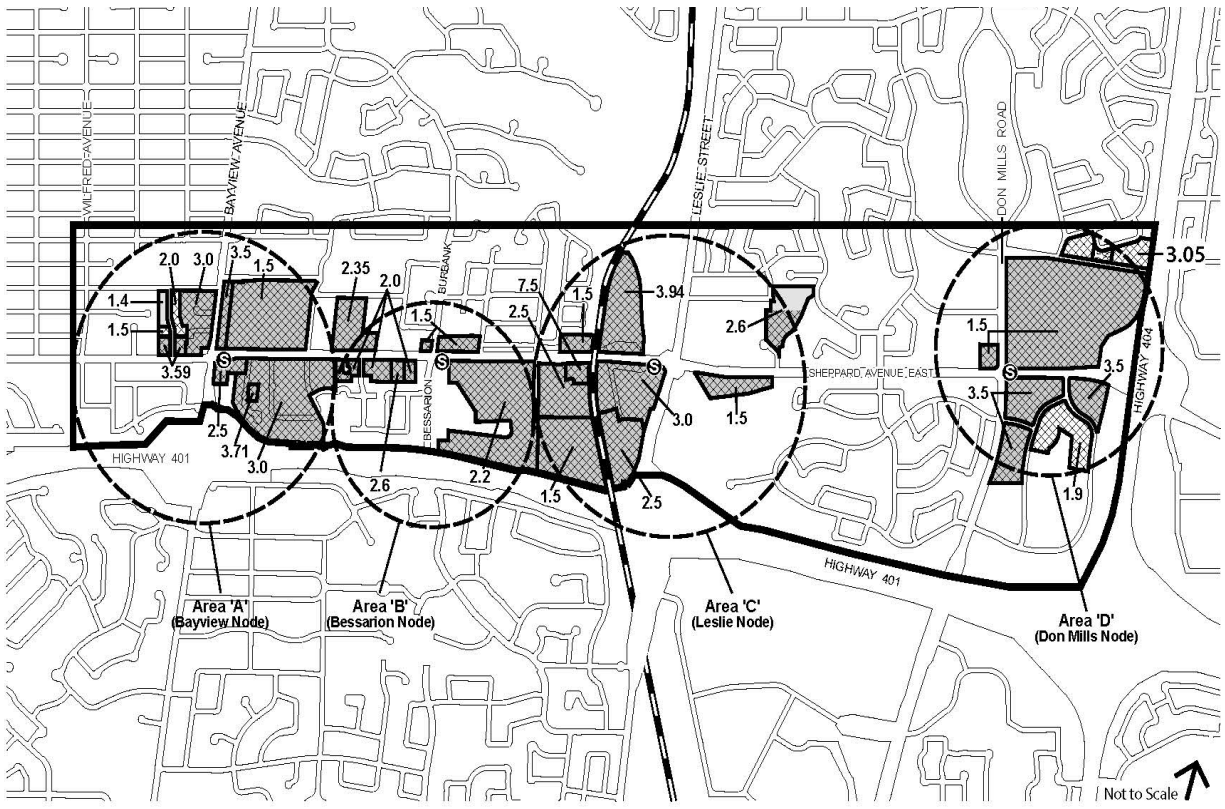 WILFRED AVENUE
BAYVIEW AVENUE
LESLIE STREET
DON MILLS ROAD
BURBANK
3.05
2.0
3.0
3.5
1.5
2.35
2.0
7.5
1.5
3.94
1.4
1.5
1.5
2.5
2.6
1.5
S
S
S
S
3.59
SHEPPARD AVENUE EAST
3.5
3.5
HIGHWAY 404
BESSARION
3.0
1.5
2.5
3.71
3.0
HIGHWAY 401
2.6
2.2
1.5
2.5
1.9
HIGHWAY 401
Area 'A'
(Bayview Node)
Area 'B'
(Bessarion Node)
Area 'C'
(Leslie Node)
Area 'D'
(Don Mills Node)
Not to Scale